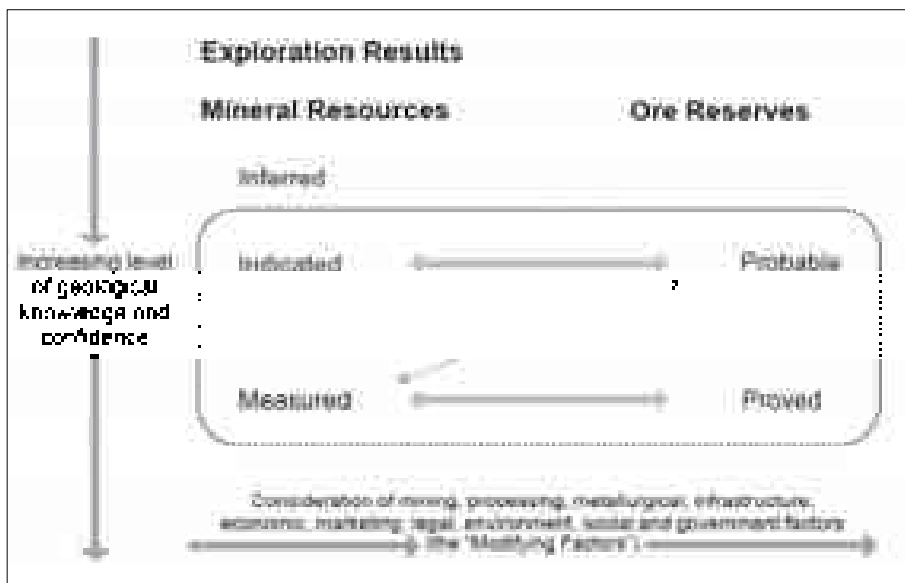 Exploration Results
Mineral Resources Ore Reserves
Inferred
Increasing level
of geological
knowledge and
confidence
Indicated Probable
Measured Proved
Consideration of mining, processing, metallurgical, infrastructure,
economic, marketing, legal, environment, social and government factors
(the "Modifying Factors").